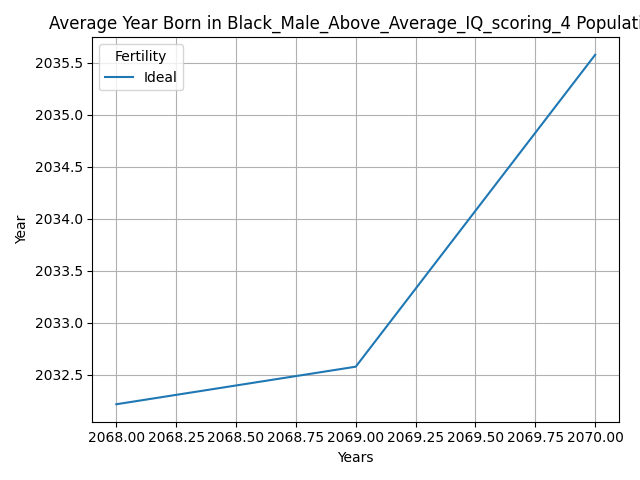 Average Year Born in Black_Male_Above_Average_IQ_scoring_4 Populati
Fertility
Ideal
2035.5
2035.0
2034.5
2034.0
2033.5
2033.0
2032.5
Year
2068.00 2068.25 2068.50 2068.75 2069.00 2069.25 2069.50 2069.75 2070.00
Years